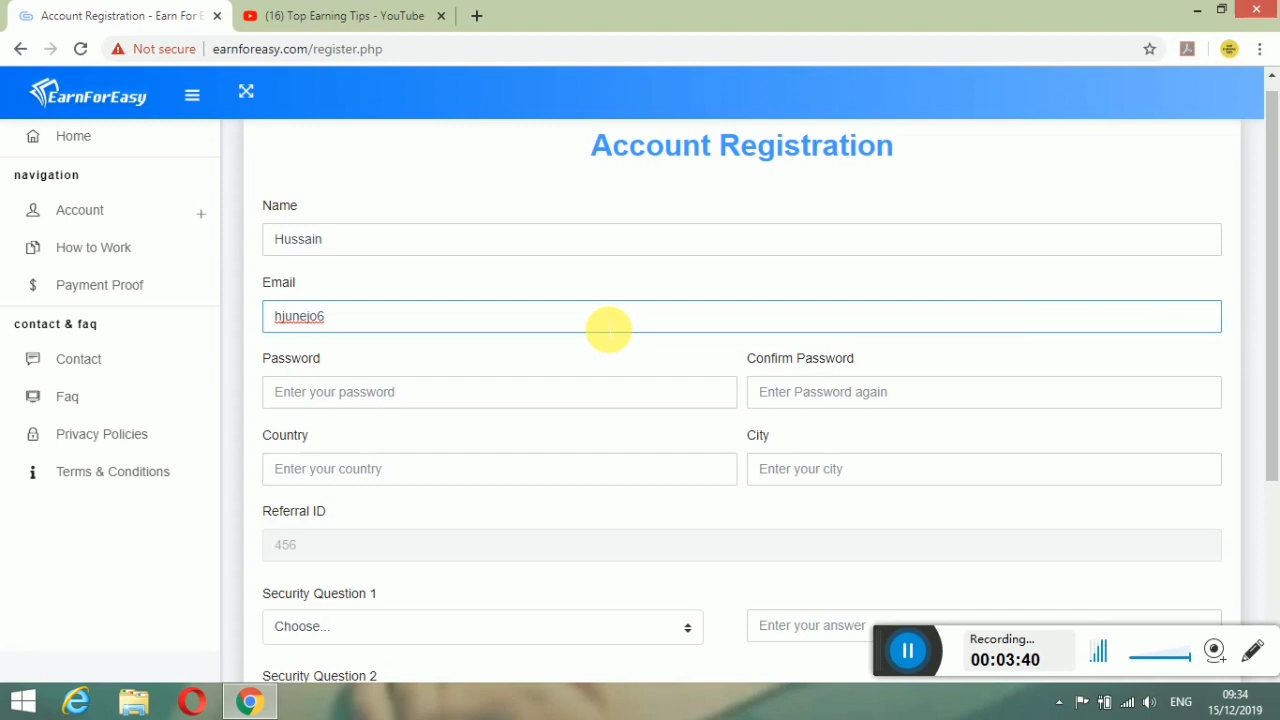 Account Registration - Earn For E
(16) Top Earning Tips - YouTube
Not secure
earnforeasy.com/register.php
EarnForEasy
Home
navigation
Account
How to Work
Payment Proof
contact & faq
Contact
Faq
Privacy Policies
Terms & Conditions
Account Registration
Name
Hussain
Email
hjunejo6
Password
Confirm Password
Enter your password
Enter Password again
Country
City
Enter your country
Enter your city
Referral ID
456
Security Question 1
Choose...
Enter your answer
Security Question 2
Recording...
00:03:40
ENG
09:34
15/12/2019